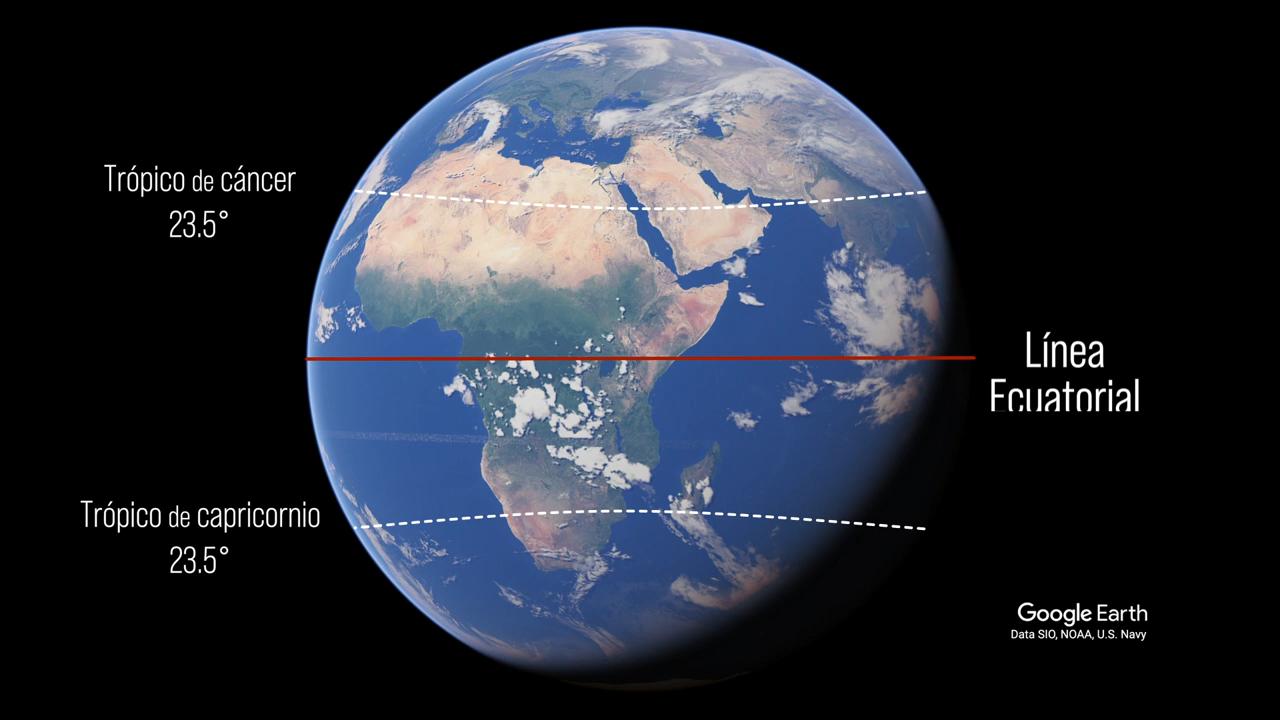 Trópico de cáncer
23.5°
Línea
Ecuatorial
Trópico de capricornio
23.5°
Google Earth
Data SIO, NOAA, U.S. Navy